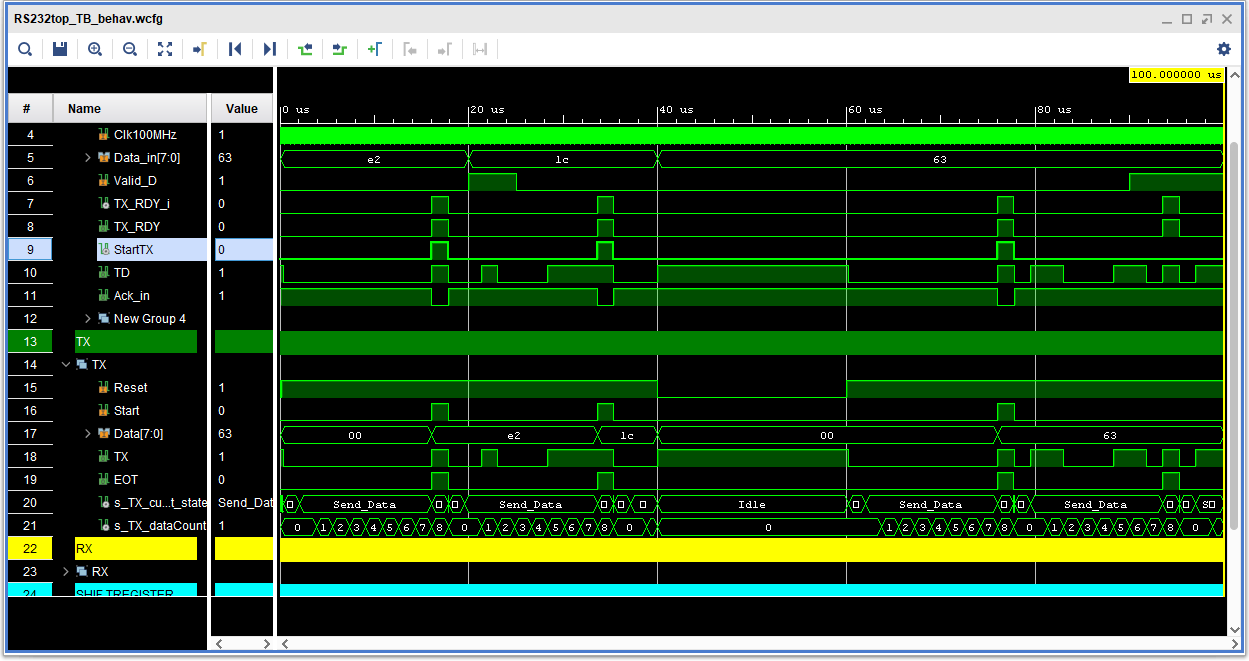 RS232top_TB_behav.wcfg
100.000000 us
# Name Value
0 us 20 us 40 us 60 us 80 us
4 Clk100MHz 1
5 Data_in[7:0] 63 e2 1c 63
6 Valid_D 1
7 TX_RDY_i 0
8 TX_RDY 0
9 StartTX 0
10 TD 1
11 Ack_in 1
12 New Group 4
13 TX
14 TX
15 Reset 1
16 Start 0
17 Data[7:0] 63 00 e2 1c 00 63
18 TX 1
19 EOT 0
20 s_TX_cu...t_state Send_Dat Send_Data Send_Data Idle Send_Data Send_Data S
21 s_TX_dataCount 1 0 1 2 3 4 5 6 7 8 0 1 2 3 4 5 6 7 8 0 0 1 2 3 4 5 6 7 8 0 1 2 3 4 5 6 7 8 0
22 RX
23 RX
24 SHIFTREGISTER